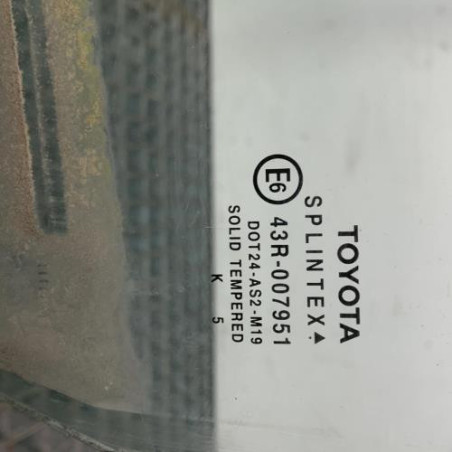 TOYOTA
SPLINTEX▲
E6 43R-007951
DOT24-AS2-M19
SOLID TEMPERED
K 5